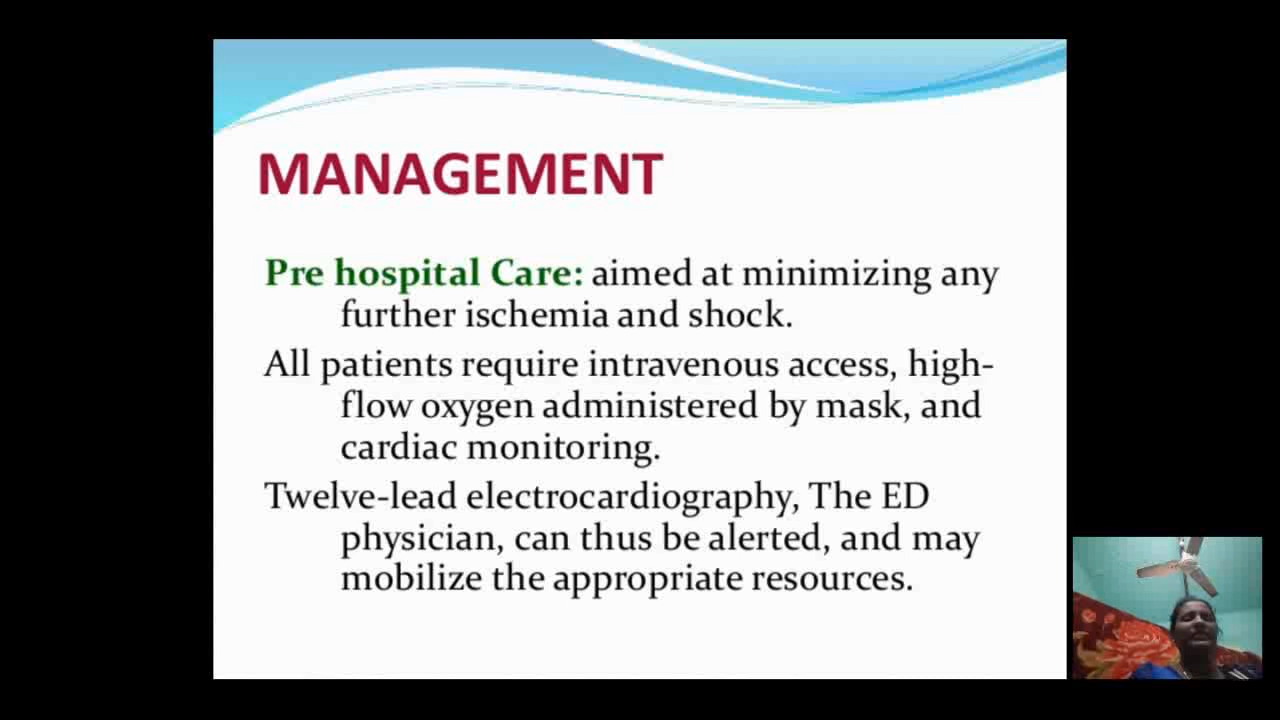 MANAGEMENT
Pre hospital Care: aimed at minimizing any
further ischemia and shock.
All patients require intravenous access, high-
flow oxygen administered by mask, and
cardiac monitoring.
Twelve-lead electrocardiography, The ED
physician, can thus be alerted, and may
mobilize the appropriate resources.